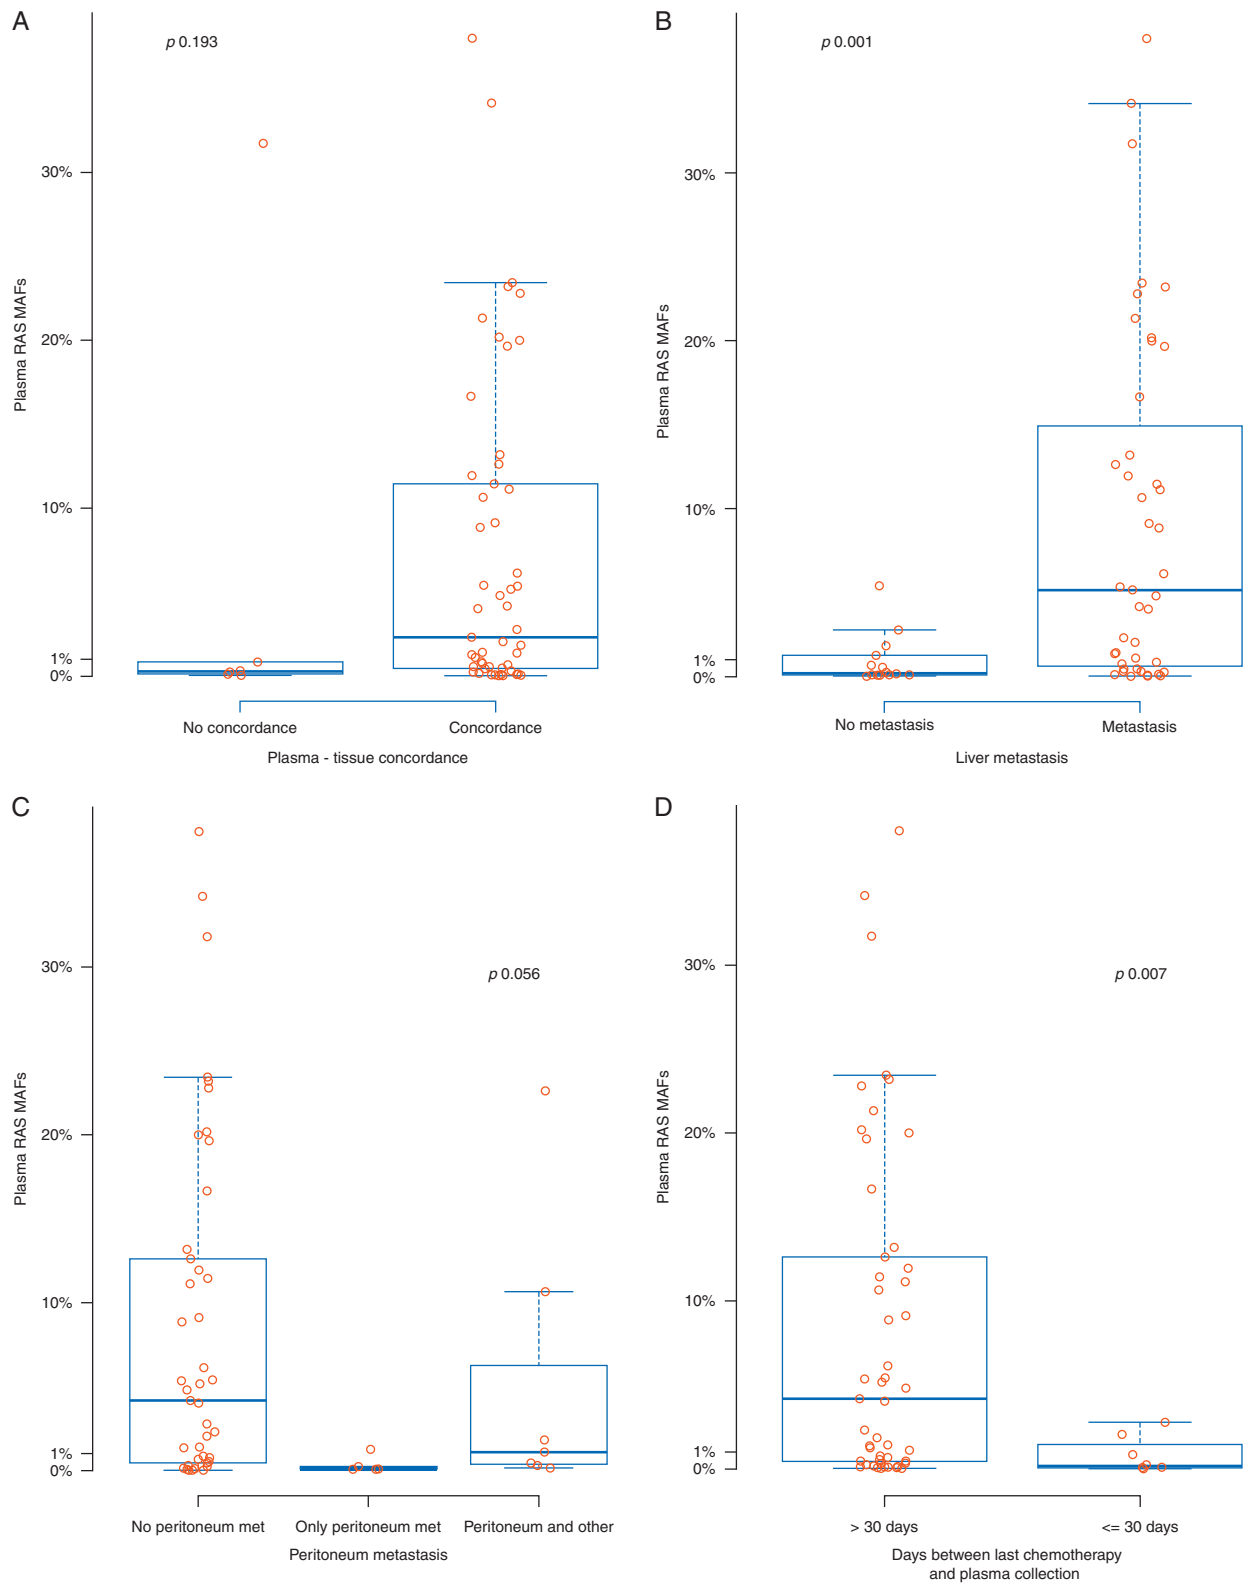 A
p 0.193
30%
20%
10%
1%
0%
Plasma RAS MAFs
No concordance
Concordance
Plasma - tissue concordance
B
p 0.001
30%
20%
10%
1%
0%
Plasma RAS MAFs
No metastasis
Metastasis
Liver metastasis
C
p 0.056
30%
20%
10%
1%
0%
Plasma RAS MAFs
No peritoneum met
Only peritoneum met
Peritoneum and other
Peritoneum metastasis
D
p 0.007
30%
20%
10%
1%
0%
Plasma RAS MAFs
> 30 days
<= 30 days
Days between last chemotherapy
and plasma collection